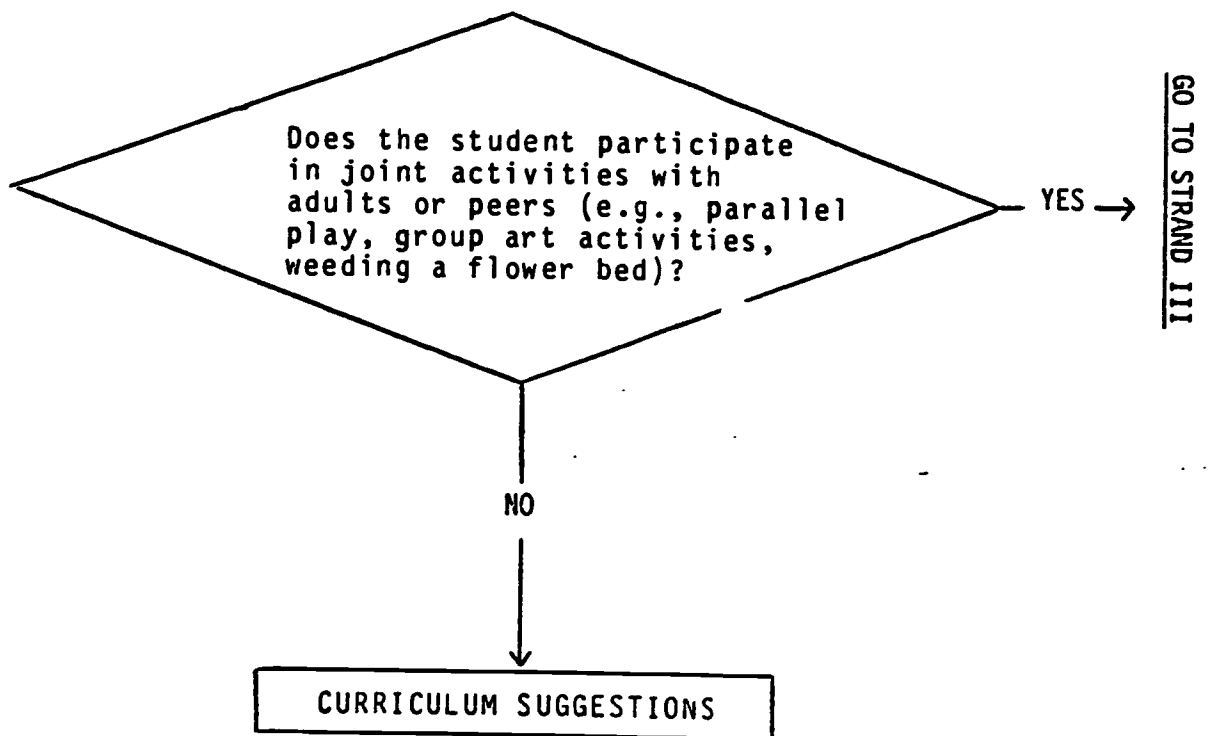 Does the student participate
in joint activities with
adults or peers (e.g., parallel
play, group art activities,
weeding a flower bed)?
YES
GO TO STRAND III
NO
CURRICULUM SUGGESTIONS